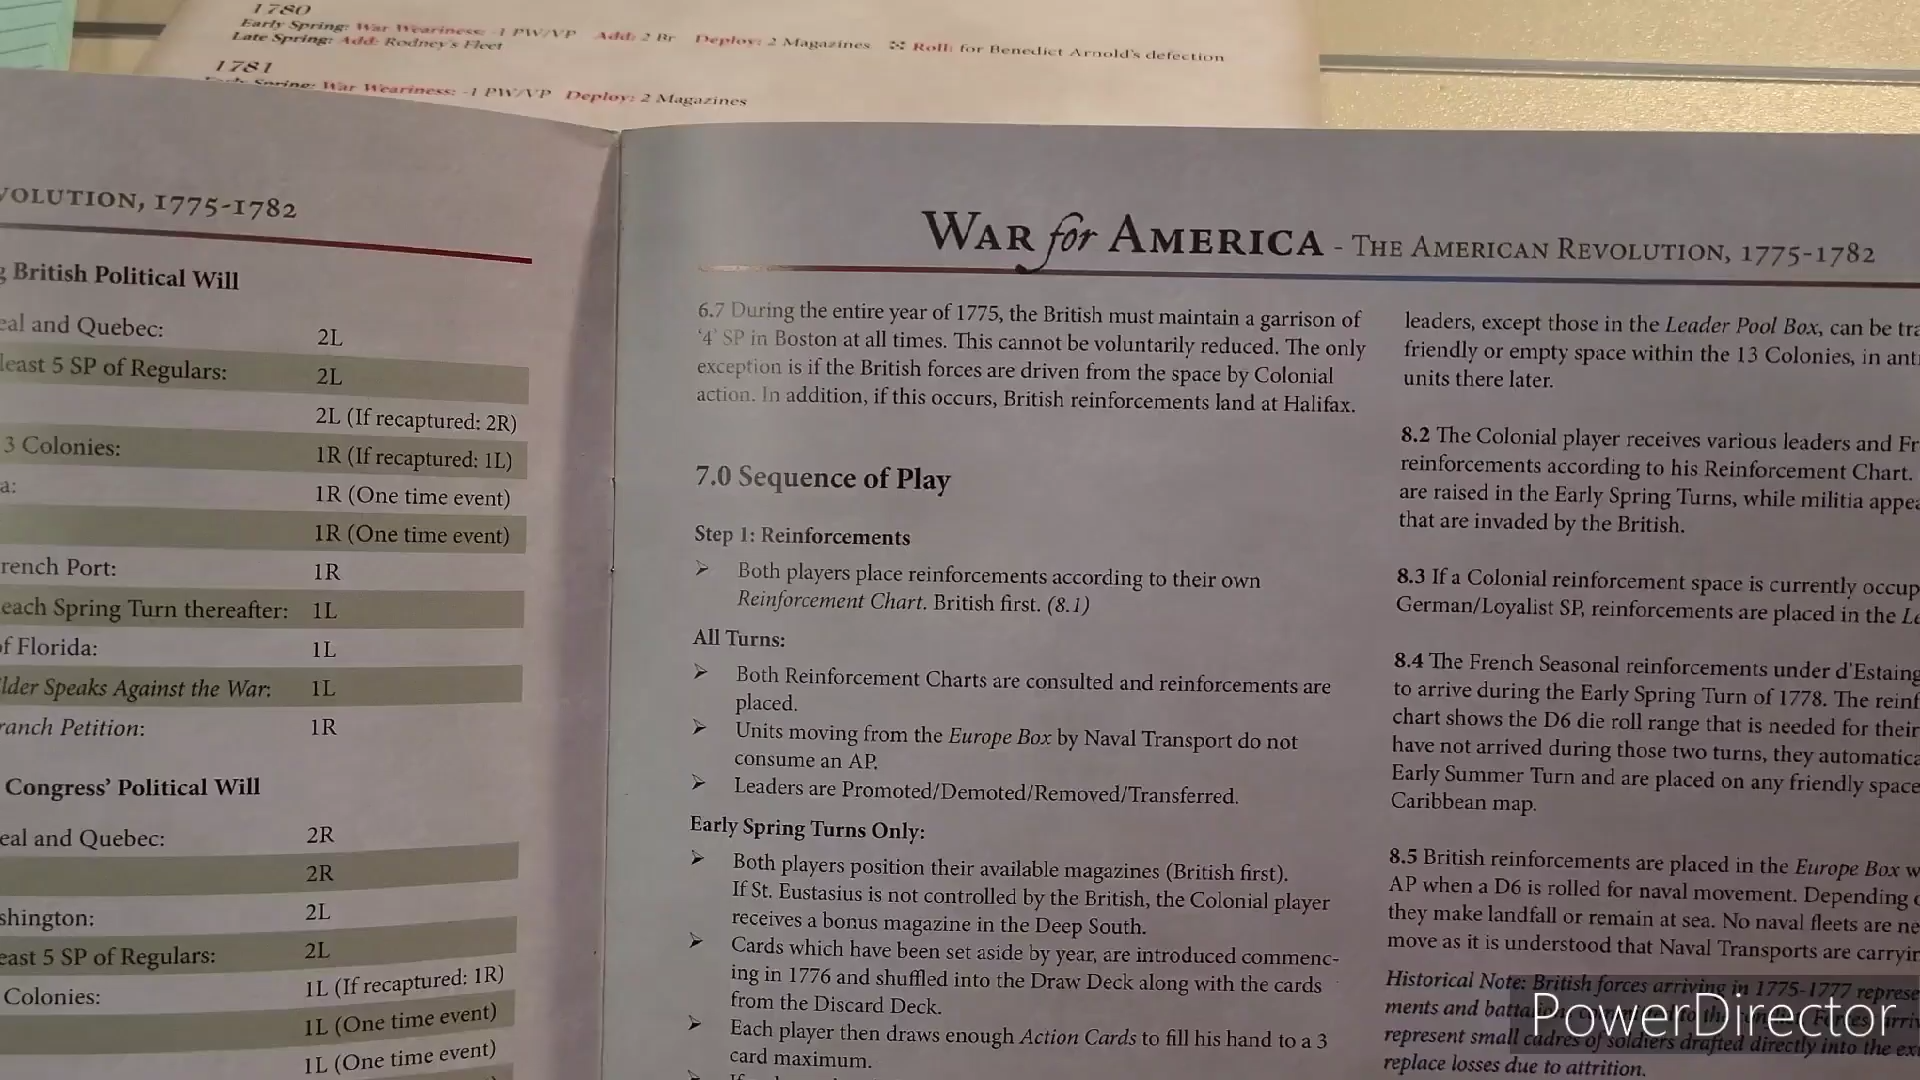 1780
Early Spring: War Weariness: -1 PW/VP Add: 2 Br Deploy: 2 Magazines Roll: for Benedict Arnold's defection
Late Spring: Add: Rodney's Fleet
1781
Spring: War Weariness: -1 PW/VP Deploy: 2 Magazines
VOLUTION, 1775-1782
British Political Will
eal and Quebec: 2L
least 5 SP of Regulars: 2L
2L (If recaptured: 2R)
3 Colonies: 1R (If recaptured: 1L)
a: 1R (One time event)
1R (One time event)
rench Port: 1R
each Spring Turn thereafter: 1L
of Florida: 1L
lder Speaks Against the War: 1L
ranch Petition: 1R
Congress' Political Will
eal and Quebec: 2R
2R
shington: 2L
east 5 SP of Regulars: 2L
Colonies: 1L (If recaptured: 1R)
1L (One time event)
1L (One time event)
WAR for AMERICA - THE AMERICAN REVOLUTION, 1775-1782
6.7 During the entire year of 1775, the British must maintain a garrison of
'4' SP in Boston at all times. This cannot be voluntarily reduced. The only
exception is if the British forces are driven from the space by Colonial
action. In addition, if this occurs, British reinforcements land at Halifax.
7.0 Sequence of Play
Step 1: Reinforcements
➢ Both players place reinforcements according to their own
Reinforcement Chart. British first. (8.1)
All Turns:
➢ Both Reinforcement Charts are consulted and reinforcements are
placed.
➢ Units moving from the Europe Box by Naval Transport do not
consume an AP.
➢ Leaders are Promoted/Demoted/Removed/Transferred.
Early Spring Turns Only:
➢ Both players position their available magazines (British first).
If St. Eustasius is not controlled by the British, the Colonial player
receives a bonus magazine in the Deep South.
➢ Cards which have been set aside by year, are introduced commenc-
ing in 1776 and shuffled into the Draw Deck along with the cards
from the Discard Deck.
➢ Each player then draws enough Action Cards to fill his hand to a 3
card maximum.
leaders, except those in the Leader Pool Box, can be tra
friendly or empty space within the 13 Colonies, in ant
units there later.
8.2 The Colonial player receives various leaders and Fr
reinforcements according to his Reinforcement Chart.
are raised in the Early Spring Turns, while militia appea
that are invaded by the British.
8.3 If a Colonial reinforcement space is currently occup
German/Loyalist SP, reinforcements are placed in the Le
8.4 The French Seasonal reinforcements under d'Estaing
to arrive during the Early Spring Turn of 1778. The reinf
chart shows the D6 die roll range that is needed for their
have not arrived during those two turns, they automatica
Early Summer Turn and are placed on any friendly space
Caribbean map.
8.5 British reinforcements are placed in the Europe Box w
AP when a D6 is rolled for naval movement. Depending o
they make landfall or remain at sea. No naval fleets are ne
move as it is understood that Naval Transports are carryin
Historical Note: British forces arriving in 1775-1777 represe
ments and batta
represent small cadres of soldiers drafted directly into the ex
replace losses due to attrition.
PowerDirector